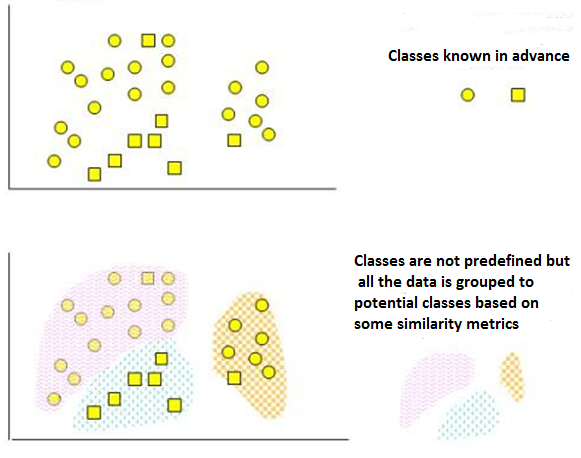 Classes known in advance
Classes are not predefined but
all the data is grouped to
potential classes based on
some similarity metrics